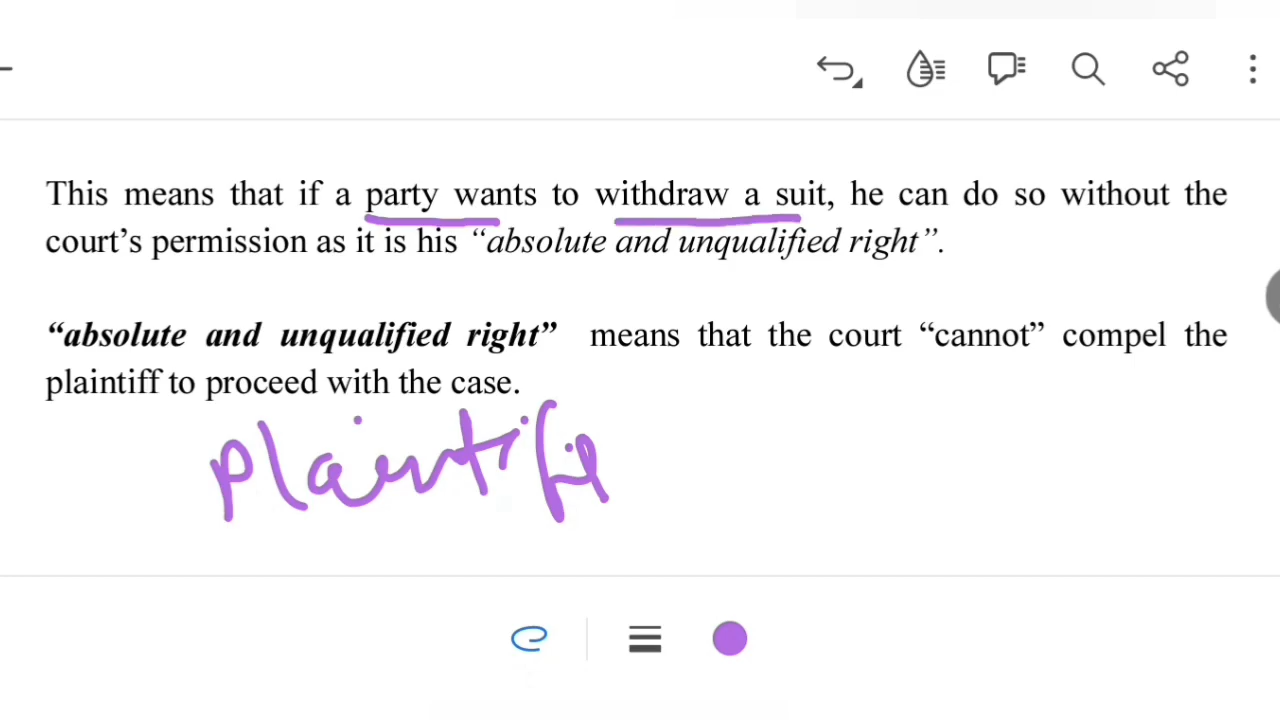 This means that if a party wants to withdraw a suit, he can do so without the
court’s permission as it is his “absolute and unqualified right”.
“absolute and unqualified right” means that the court “cannot” compel the
plaintiff to proceed with the case.
plaintiff